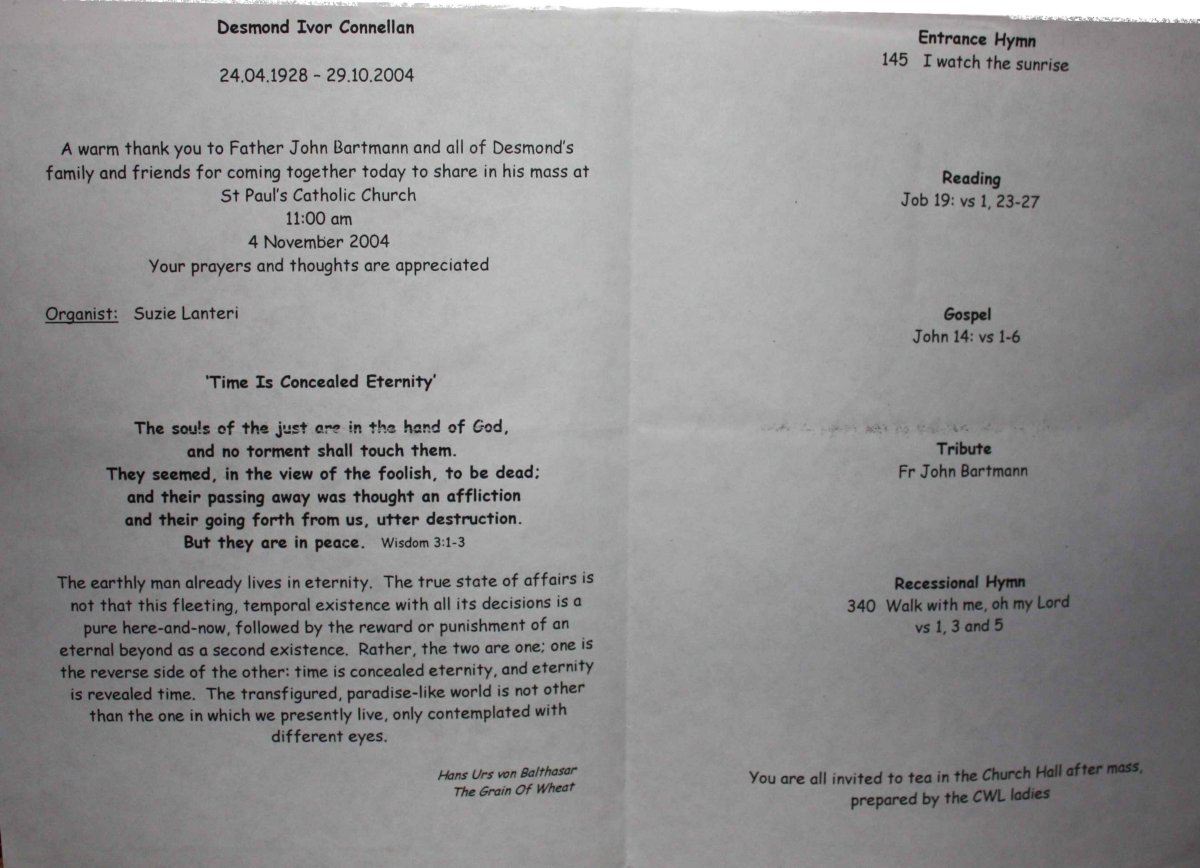 Desmond Ivor Connellan
24.04.1928 - 29.10.2004
A warm thank you to Father John Bartmann and all of Desmond's
family and friends for coming together today to share in his mass at
St Paul's Catholic Church
11:00 am
4 November 2004
Your prayers and thoughts are appreciated
Organist: Suzie Lanteri
'Time Is Concealed Eternity'
The souls of the just are in the hand of God,
and no torment shall touch them.
They seemed, in the view of the foolish, to be dead;
and their passing away was thought an affliction
and their going forth from us, utter destruction.
But they are in peace. Wisdom 3:1-3
The earthly man already lives in eternity. The true state of affairs is
not that this fleeting, temporal existence with all its decisions is a
pure here-and-now, followed by the reward or punishment of an
eternal beyond as a second existence. Rather, the two are one; one is
the reverse side of the other: time is concealed eternity, and eternity
is revealed time. The transfigured, paradise-like world is not other
than the one in which we presently live, only contemplated with
different eyes.
Hans Urs von Balthasar
The Grain Of Wheat
Entrance Hymn
145 I watch the sunrise
Reading
Job 19: vs 1, 23-27
Gospel
John 14: vs 1-6
Tribute
Fr John Bartmann
Recessional Hymn
340 Walk with me, oh my Lord
vs 1, 3 and 5
You are all invited to tea in the Church Hall after mass,
prepared by the CWL ladies